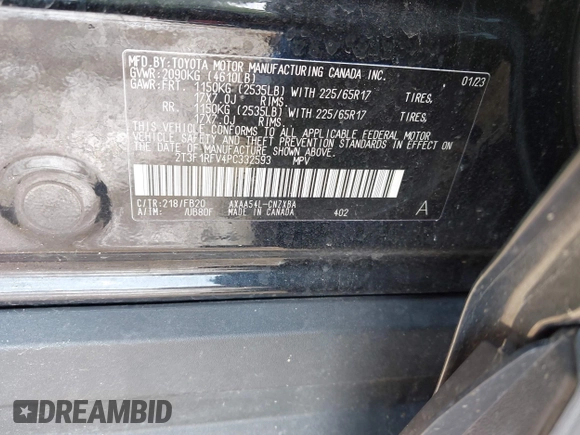 MFD.BY:TOYOTA MOTOR MANUFACTURING CANADA INC.
GVWR:2090KG (4610LB) 01/23
GAWR:FRT. 1150KG (2535LB) WITH 225/65R17 TIRES,
17X7.0J RIMS,
RR. 1150KG (2535LB) WITH 225/65R17 TIRES,
17X7.0J RIMS,
THIS VEHICLE CONFORMS TO ALL APPLICABLE FEDERAL MOTOR
VEHICLE SAFETY AND THEFT PREVENTION STANDARDS IN EFFECT ON
THE DATE OF MANUFACTURE SHOWN ABOVE.
2T3F1RFV4PC332593 MPV
C/TR:218/FB20 AXAA54L-CNZXBA
A/TM: /UB80F MADE IN CANADA 402 A
DREAMBID